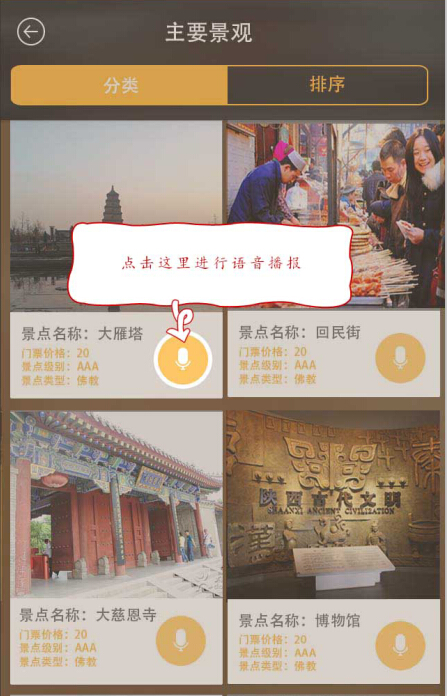 主要景观
分类
排序
点击这里进行语音播报
景点名称：大雁塔
门票价格：20
景点级别：AAA
景点类型：佛教
景点名称：回民街
门票价格：20
景点级别：AAA
景点类型：佛教
陕西古代文明
SHAANXI ANCIENT CIVILIZATION
景点名称：大慈恩寺
门票价格：20
景点级别：AAA
景点类型：佛教
景点名称：博物馆
门票价格：20
景点级别：AAA
景点类型：佛教